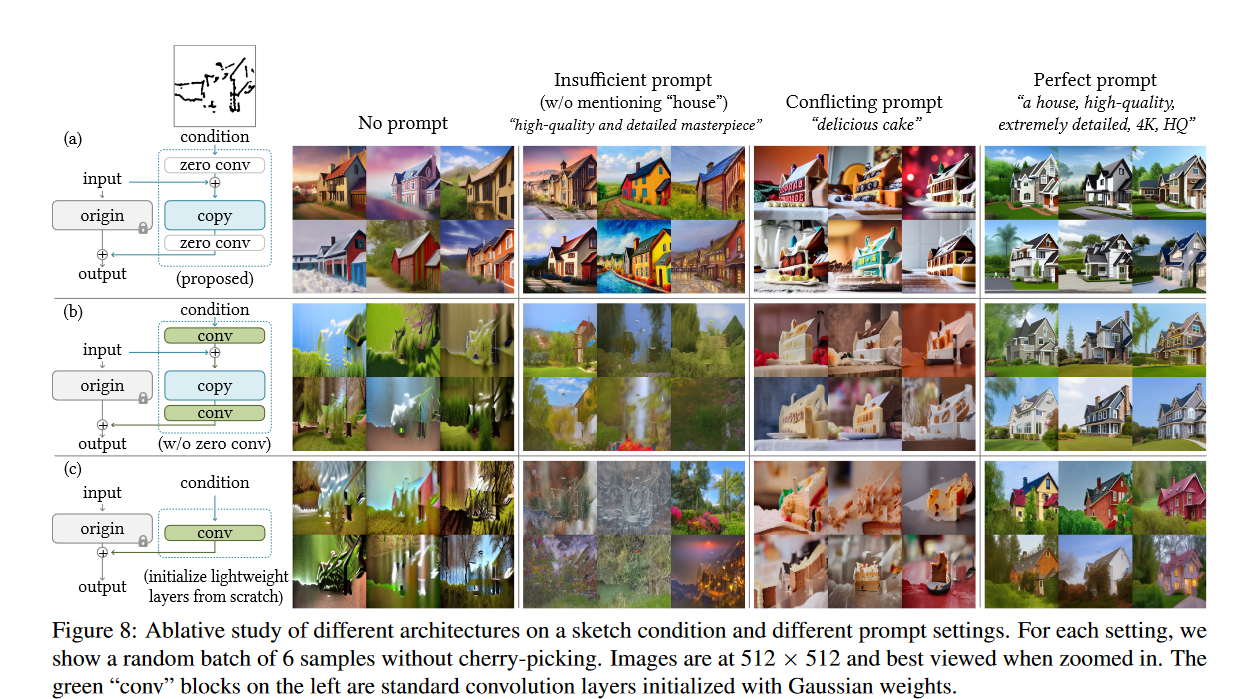 Insufficient prompt
Perfect prompt
(w/o mentioning “house”)
Conflicting prompt
“a house, high-quality,
No prompt
“high-quality and detailed masterpiece”
“delicious cake”
extremely detailed, 4K, HQ”
(a)
condition
zero conv
input
origin
copy
zero conv
output
(proposed)
(b)
condition
conv
input
origin
copy
conv
output
(w/o zero conv)
(c)
input
condition
origin
conv
output
(initialize lightweight
layers from scratch)
Figure 8: Ablative study of different architectures on a sketch condition and different prompt settings. For each setting, we
show a random batch of 6 samples without cherry-picking. Images are at 512 × 512 and best viewed when zoomed in. The
green “conv” blocks on the left are standard convolution layers initialized with Gaussian weights.